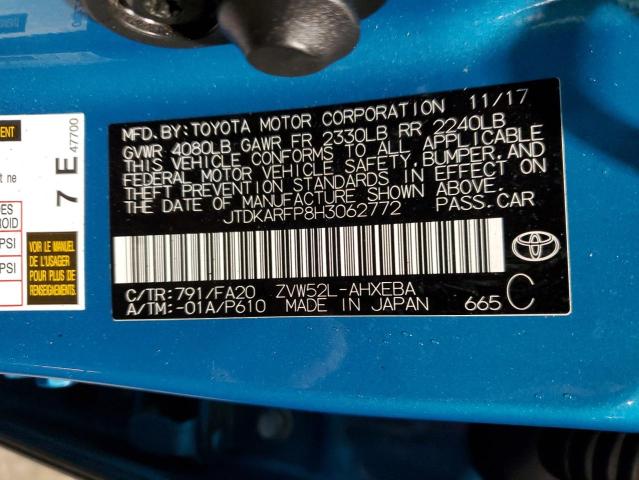 MFD. BY: TOYOTA MOTOR CORPORATION 11/17
GVWR 4080LB GAWR FR 2330LB RR 2240LB
THIS VEHICLE CONFORMS TO ALL APPLICABLE
FEDERAL MOTOR VEHICLE SAFETY, BUMPER, AND
THEFT PREVENTION STANDARDS IN EFFECT ON
THE DATE OF MANUFACTURE SHOWN ABOVE.
JTDKARFP8H3062772 PASS. CAR
C/TR: 791/FA20 ZVW52L-AHXEBA
A/TM: -01A/P610 MADE IN JAPAN 665 C
7 E
47700
t ne
PSI
PSI
VOIR LE MANUEL
DE L'USAGER
POUR PLUS DE
RENSEIGNEMENTS